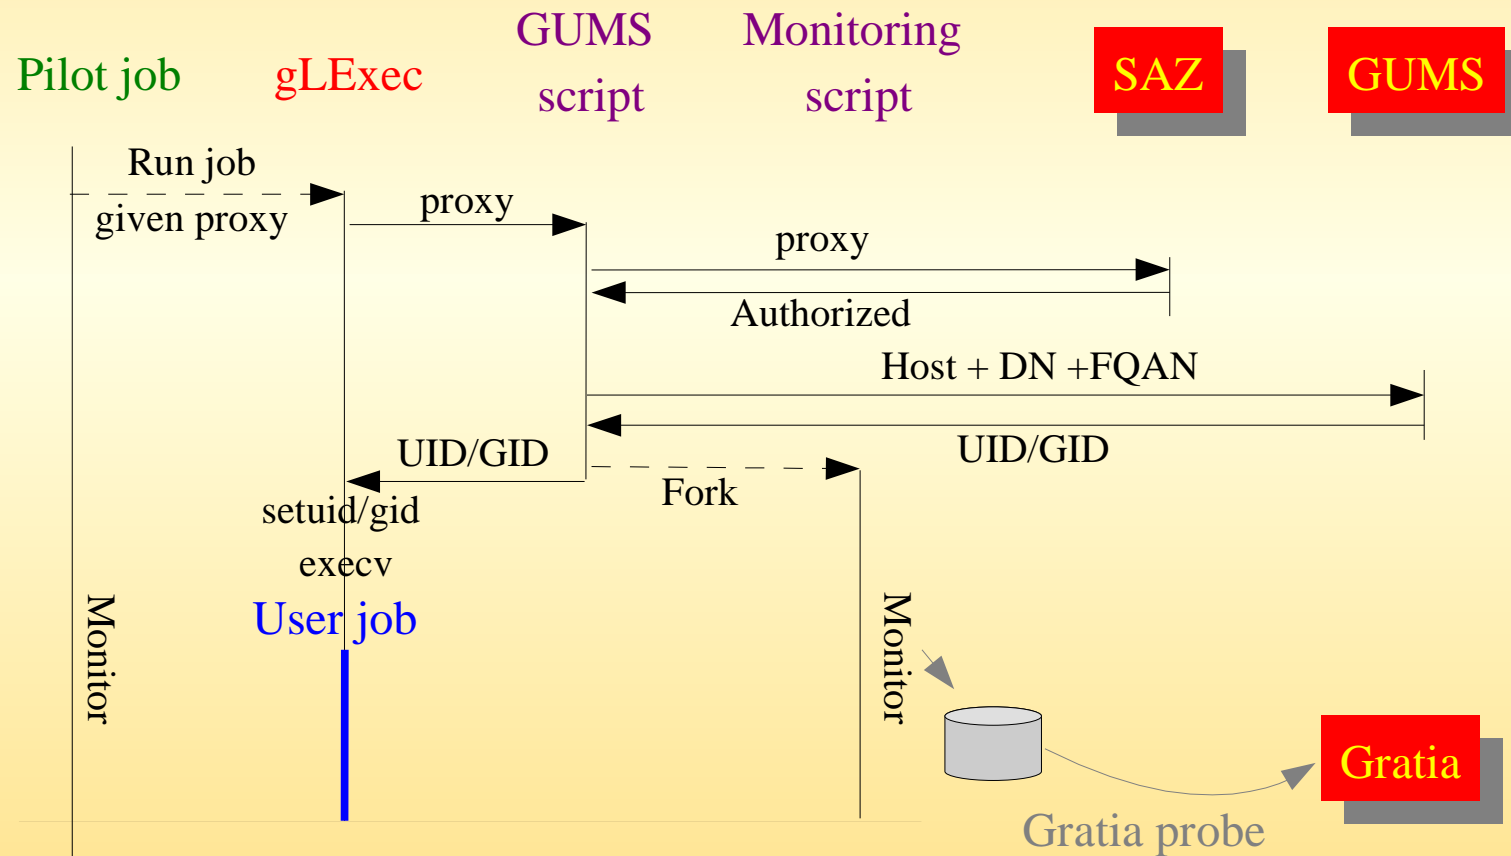 Pilot job
gLExec
GUMS
script
Monitoring
script
SAZ
GUMS
Run job
given proxy
proxy
proxy
Authorized
Host + DN +FQAN
UID/GID
UID/GID
Fork
setuid/gid
execv
User job
Monitor
Monitor
Gratia
Gratia probe